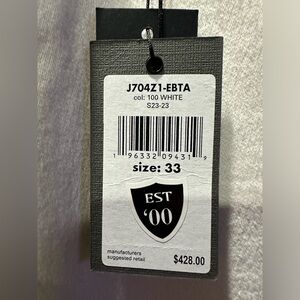 J704Z1-EBTA
col: 100 WHITE
S23-23
1 96332 09431 9
size: 33
EST
'00
manufacturers
suggested retail
$428.00